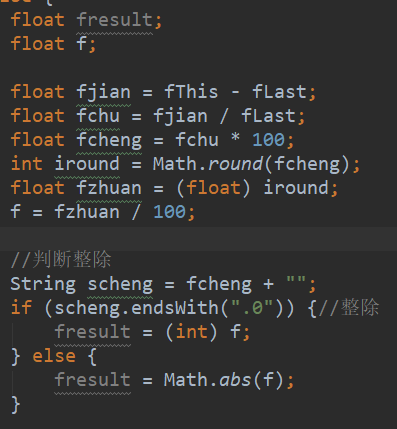 float fresult;
float f;
float fjian = fThis - fLast;
float fchu = fjian / fLast;
float fcheng = fchu * 100;
int iround = Math.round(fcheng);
float fzhuan = (float) iround;
f = fzhuan / 100;
//判断整除
String scheng = fcheng + "";
if (scheng.endsWith(".0")) {//整除
fresult = (int) f;
} else {
fresult = Math.abs(f);
}